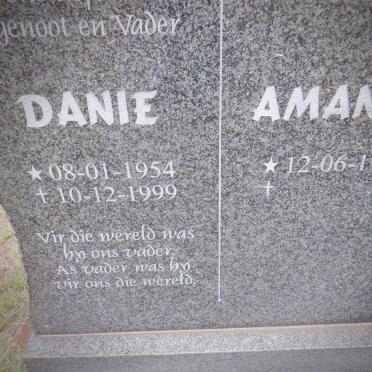 genoot en Vader
DANIE
★ 08-01-1954
† 10-12-1999
Vir die wêreld was
hy ons vader.
As vader was hy
vir ons die wêreld.
AMAN
★ 12-06-1
†